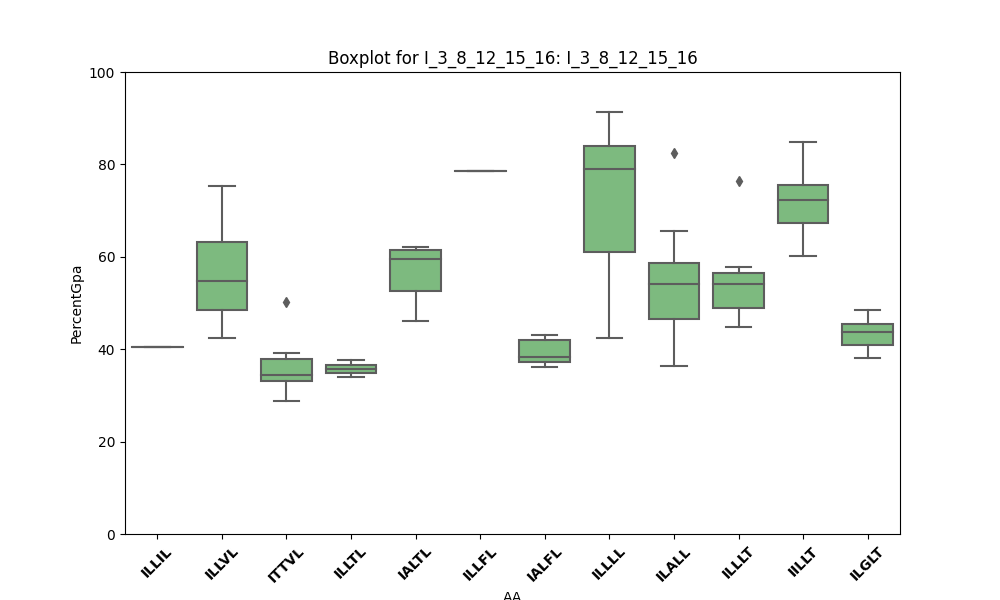 Boxplot for I_3_8_12_15_16: I_3_8_12_15_16
100
80
60
40
20
0
PercentGpa
ILLIL
ILLVL
ITTVL
ILLTL
IALTL
ILLFL
IALFL
ILLLL
ILALL
ILLLT
IILLT
ILGLT
AA